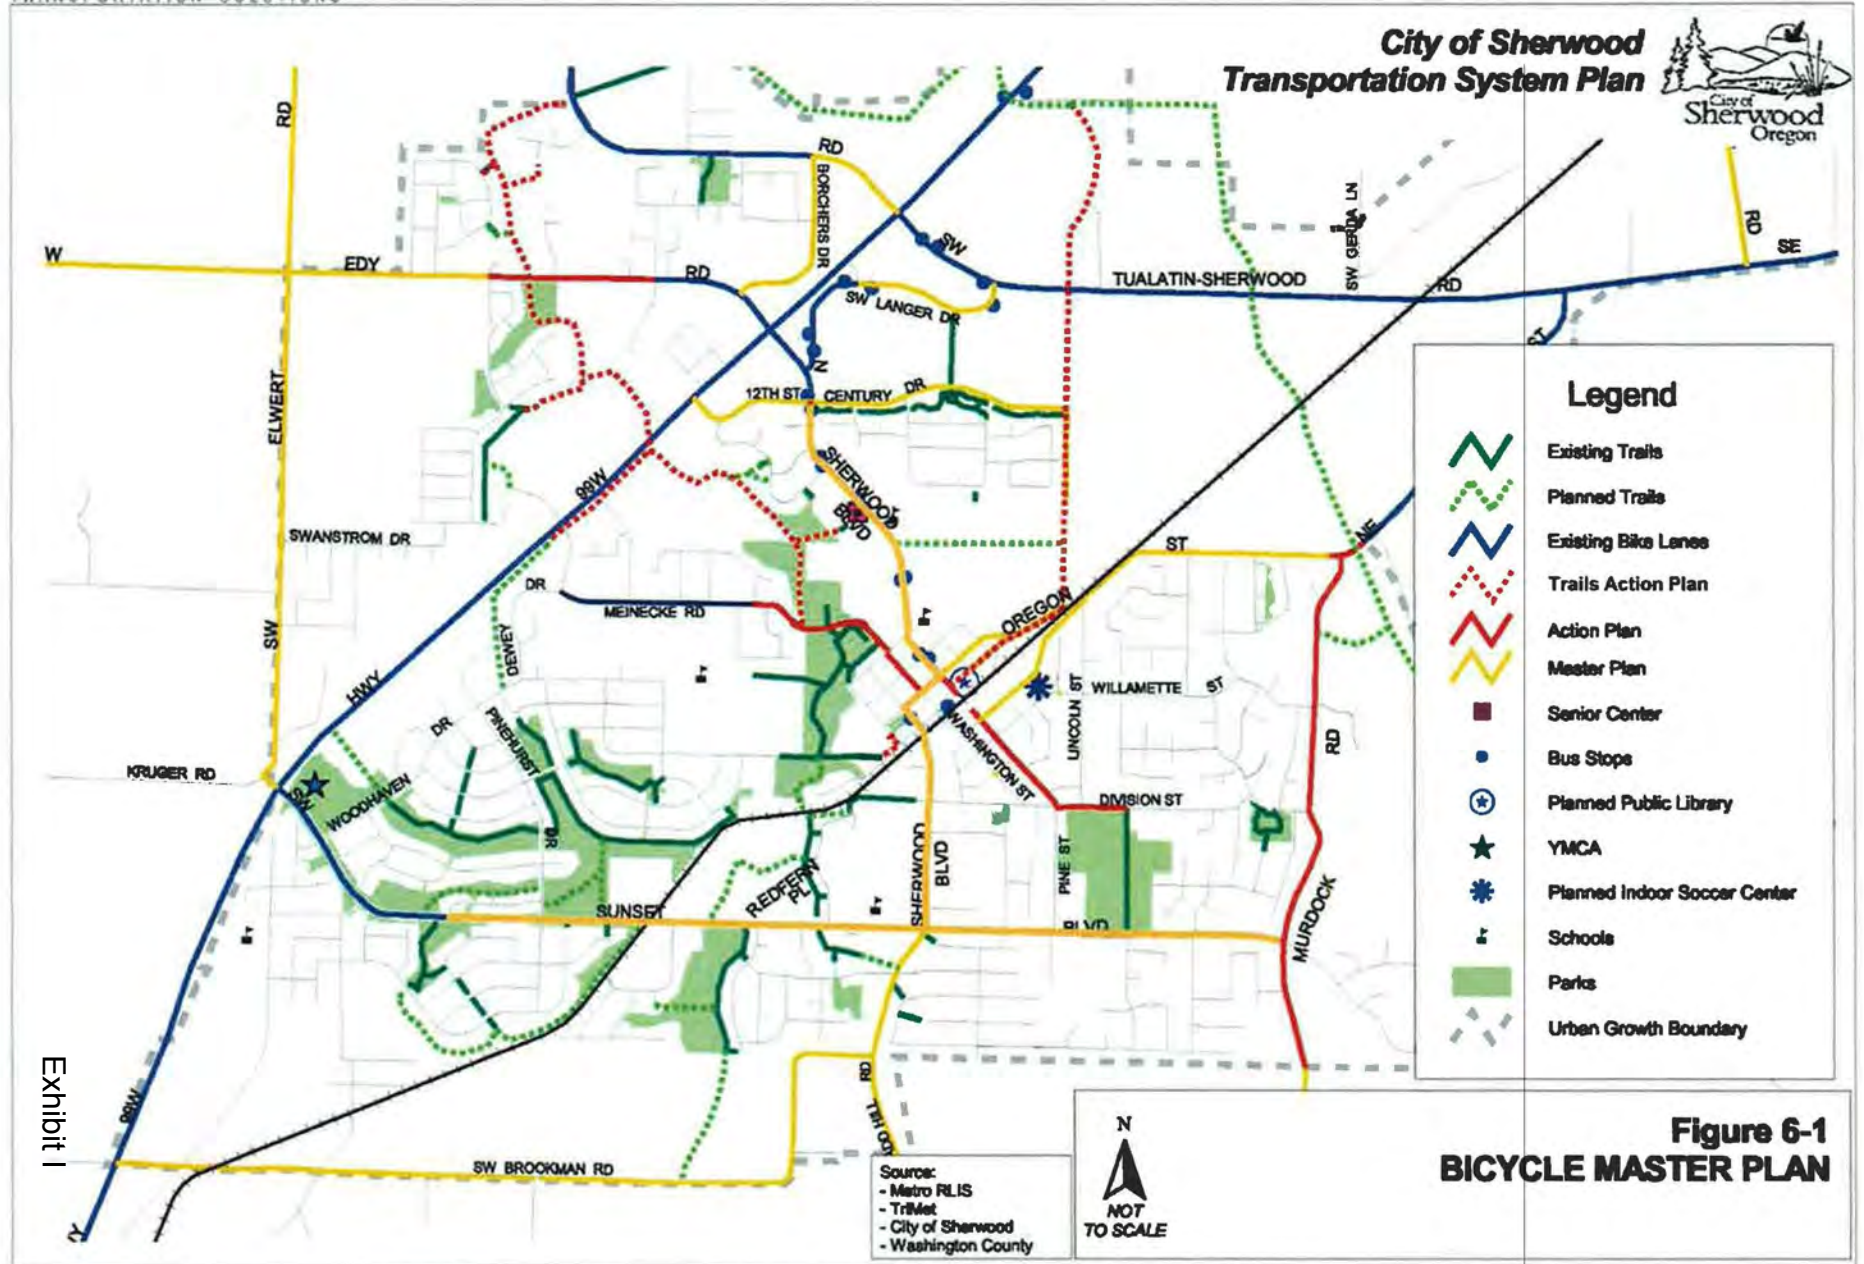 City of Sherwood
Transportation System Plan
City of
Sherwood
Oregon
RD
RD
BORCHERS DR
SW
W
EDY
RD
SW LANGER DR
TUALATIN-SHERWOOD
SW GERDA LN
RD
RD
SE
ST
ELWERT
N
12TH ST
CENTURY
DR
SHERWOOD
BLVD
99W
SWANSTROM DR
ST
NE
DR
MEINECKE RD
OREGON
SW
DEWEY
HWY
LINCOLN ST
WILLAMETTE
ST
DR
PINEHURST
DR
WASHINGTON ST
RD
KRUGER RD
SW
WOODHAVEN
DIVISION ST
SHERWOOD
BLVD
PINE ST
REDFERN
PL
SUNSET
BLVD
MURDOCK
99W
RD
SW BROOKMAN RD
Legend
Existing Trails
Planned Trails
Existing Bike Lanes
Trails Action Plan
Action Plan
Master Plan
Senior Center
Bus Stops
Planned Public Library
YMCA
Planned Indoor Soccer Center
Schools
Parks
Urban Growth Boundary
Exhibit I
Source:
- Metro RLIS
- TriMet
- City of Sherwood
- Washington County
N
NOT
TO SCALE
Figure 6-1
BICYCLE MASTER PLAN